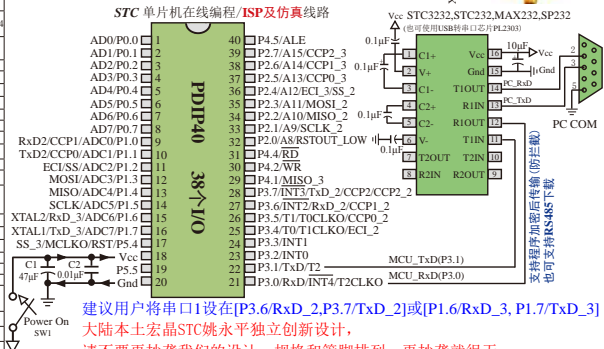 STC 单片机在线编程/ISP及仿真线路
Vcc STC3232,STC232,MAX232,SP232
(也可使用USB转串口芯片PL2303)
AD0/P0.0 1 40 P4.5/ALE
AD1/P0.1 2 39 P2.7/A15/CCP2_3
AD2/P0.2 3 38 P2.6/A14/CCP1_3
AD3/P0.3 4 37 P2.5/A13/CCP0_3
AD4/P0.4 5 36 P2.4/A12/ECI_3/SS_2
AD5/P0.5 6 35 P2.3/A11/MOSI_2
AD6/P0.6 7 34 P2.2/A10/MISO_2
AD7/P0.7 8 33 P2.1/A9/SCLK_2
RxD2/CCP1/ADC0/P1.0 9 32 P2.0/A8/RSTOUT_LOW
TxD2/CCP0/ADC1/P1.1 10 31 P4.4/RD
ECI/SS/ADC2/P1.2 11 30 P4.2/WR
MOSI/ADC3/P1.3 12 29 P4.1/MISO_3
MISO/ADC4/P1.4 13 28 P3.7/INT3/TxD_2/CCP2/CCP2_2
SCLK/ADC5/P1.5 14 27 P3.6/INT2/RxD_2/CCP1_2
XTAL2/RxD_3/ADC6/P1.6 15 26 P3.5/T1/T0CLKO/CCP0_2
XTAL1/TxD_3/ADC7/P1.7 16 25 P3.4/T0/T1CLKO/ECI_2
SS_3/MCLKO/RST/P5.4 17 24 P3.3/INT1
Vcc 18 23 P3.2/INT0
P5.5 19 22 P3.1/TxD/T2
Gnd 20 21 P3.0/RxD/INT4/T2CLKO
PDIP40 38个I/O
C1
47μF
C2
0.01μF
Power On
SW1
MCU_TxD(P3.1)
MCU_RxD(P3.0)
0.1μF
0.1μF
0.1μF
0.1μF
10μF
Vcc
Gnd
1 C1+ Vcc 16
2 V+ Gnd 15
3 C1- T1OUT 14
4 C2+ R1IN 13
5 C2- R1OUT 12
6 V- T1IN 11
7 T2OUT T2IN 10
8 R2IN R2OUT 9
PC_RxD
PC_TxD
2
3
5
PC COM
支持程序加密后传输(防拦截)
也可支持RS485下载
建议用户将串口1设在[P3.6/RxD_2,P3.7/TxD_2]或[P1.6/RxD_3, P1.7/TxD_3]
大陆本土宏晶STC姚永平独立创新设计，